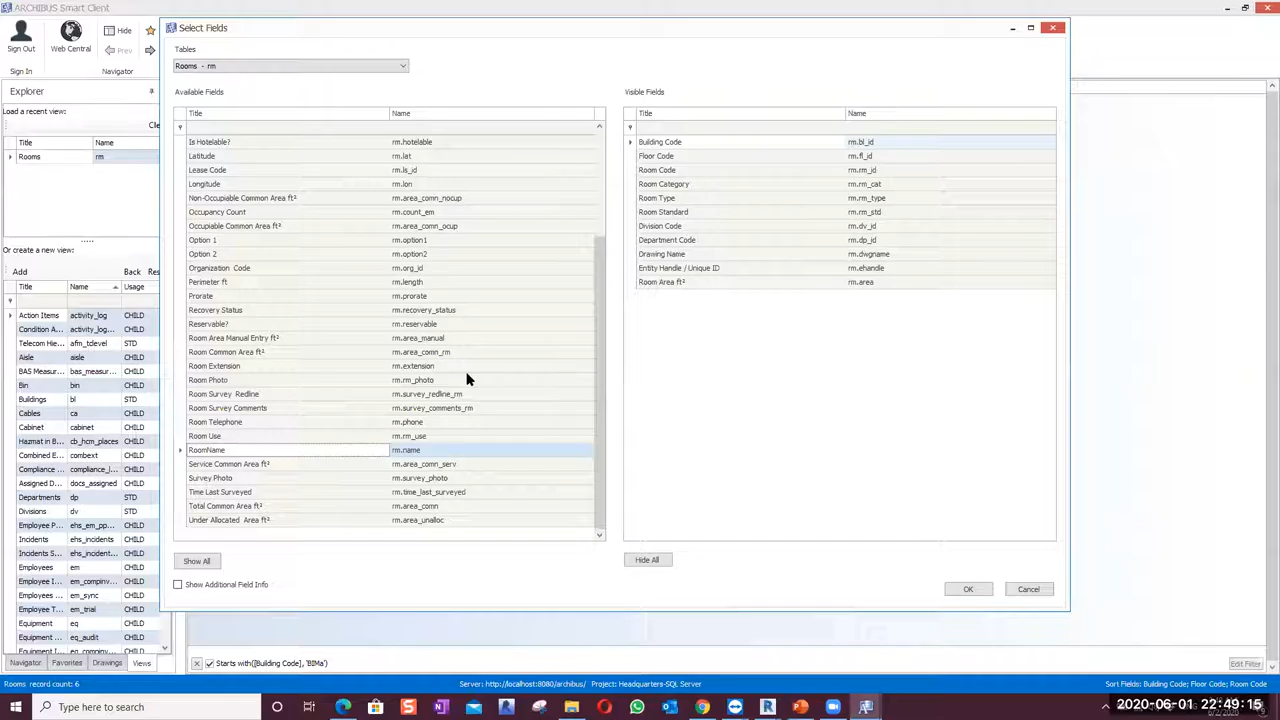 ARCHIBUS Smart Client
Select Fields
Sign Out
Web Central
Hide
Prev
Sign In
Navigator
Tables
Rooms - rm
Explorer
Available Fields
Visible Fields
Load a recent view:
Title Name
Rooms rm
Title Name
Is Hotelable? rm.hotelable
Latitude rm.lat
Lease Code rm.ls_id
Longitude rm.lon
Non-Occupiable Common Area ft² rm.area_comn_nocup
Occupancy Count rm.count_em
Occupiable Common Area ft² rm.area_comn_ocup
Option 1 rm.option1
Option 2 rm.option2
Organization Code rm.org_id
Perimeter ft rm.length
Prorate rm.prorate
Recovery Status rm.recovery_status
Reservable? rm.reservable
Room Area Manual Entry ft² rm.area_manual
Room Common Area ft² rm.area_comn_rm
Room Extension rm.extension
Room Photo rm.rm_photo
Room Survey Redline rm.survey_redline_rm
Room Survey Comments rm.survey_comments_rm
Room Telephone rm.phone
Room Use rm.rm_use
RoomName rm.name
Service Common Area ft² rm.area_comn_serv
Survey Photo rm.survey_photo
Time Last Surveyed rm.time_last_surveyed
Total Common Area ft² rm.area_comn
Under Allocated Area ft² rm.area_unalloc
Title Name
Building Code rm.bl_id
Floor Code rm.fl_id
Room Code rm.rm_id
Room Category rm.rm_cat
Room Type rm.rm_type
Room Standard rm.rm_std
Division Code rm.dv_id
Department Code rm.dp_id
Drawing Name rm.dwgname
Entity Handle / Unique ID rm.ehandle
Room Area ft² rm.area
Or create a new view:
Add Back
Title Name Usage
Action Items activity_log CHILD
Condition A... activity_log... CHILD
Telecom Hie... afm_tclevel STD
Aisle aisle CHILD
BAS Measur... bas_measur... CHILD
Bin bin CHILD
Buildings bl STD
Cables ca CHILD
Cabinet cabinet CHILD
Hazmat in B... cb_hcm_places CHILD
Combined E... combext CHILD
Compliance ... compliance_l... CHILD
Assigned D... docs_assigned CHILD
Departments dp STD
Divisions dv STD
Employee P... ehs_em_pp... CHILD
Incidents ehs_incidents CHILD
Incidents S... ehs_incident... CHILD
Employees em CHILD
Employee I... em_compinv... CHILD
Employees ... em_sync CHILD
Employee T... em_trial CHILD
Equipment eq CHILD
Equipment ... eq_audit CHILD
Show All
Hide All
Show Additional Field Info
OK
Cancel
Navigator Favorites Drawings Views
Starts with([Building Code], 'BIMa')
Edit Filter
Rooms record count: 6
Server: http://localhost:8080/archibus/ Project: Headquarters-SQL Server
Sort Fields: Building Code; Floor Code; Room Code
Type here to search
2020-06-01 22:49:15